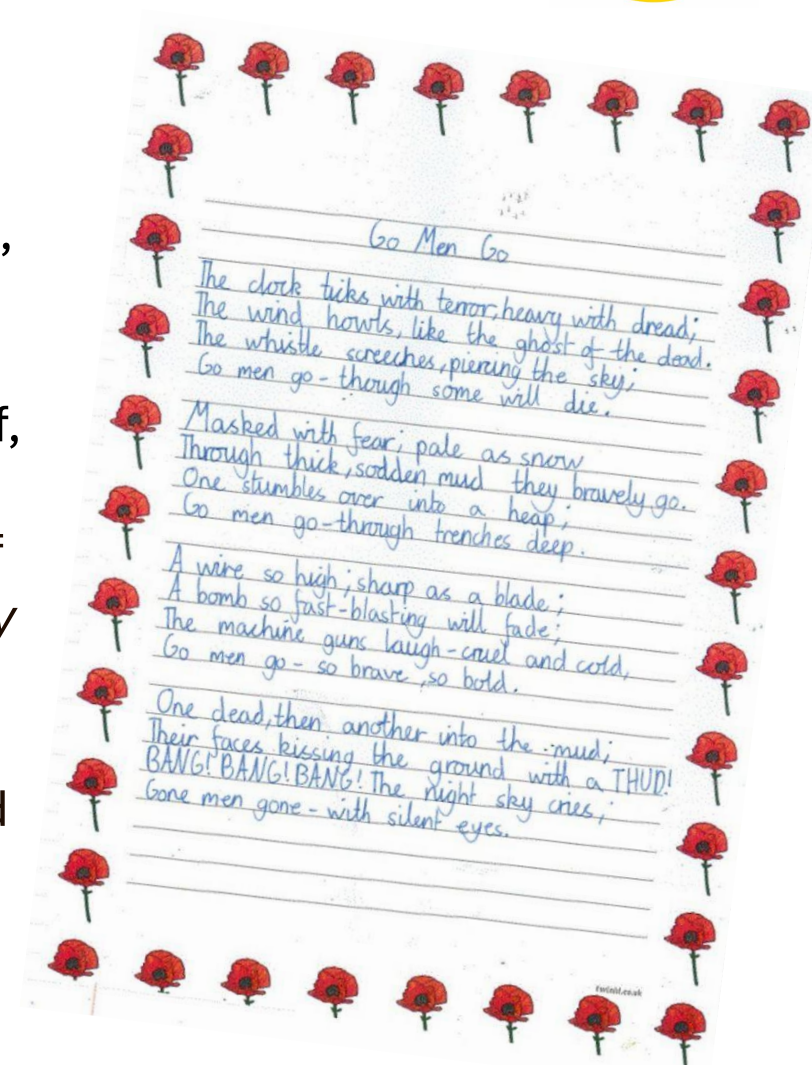 Go Men Go
The clock ticks with terror, heavy with dread;
The wind howls, like the ghost of the dead.
The whistle screeches, piercing the sky;
Go men go - though some will die.
Masked with fear; pale as snow
Through thick, sodden mud they bravely go.
One stumbles over into a heap;
Go men go - through trenches deep.
A wire so high; sharp as a blade;
A bomb so fast - blasting will fade;
The machine guns laugh - cruel and cold,
Go men go - so brave, so bold.
One dead, then another into the mud;
Their faces kissing the ground with a THUD!
BANG! BANG! BANG! The night sky cries;
Gone men gone - with silent eyes.
twinkl.co.uk